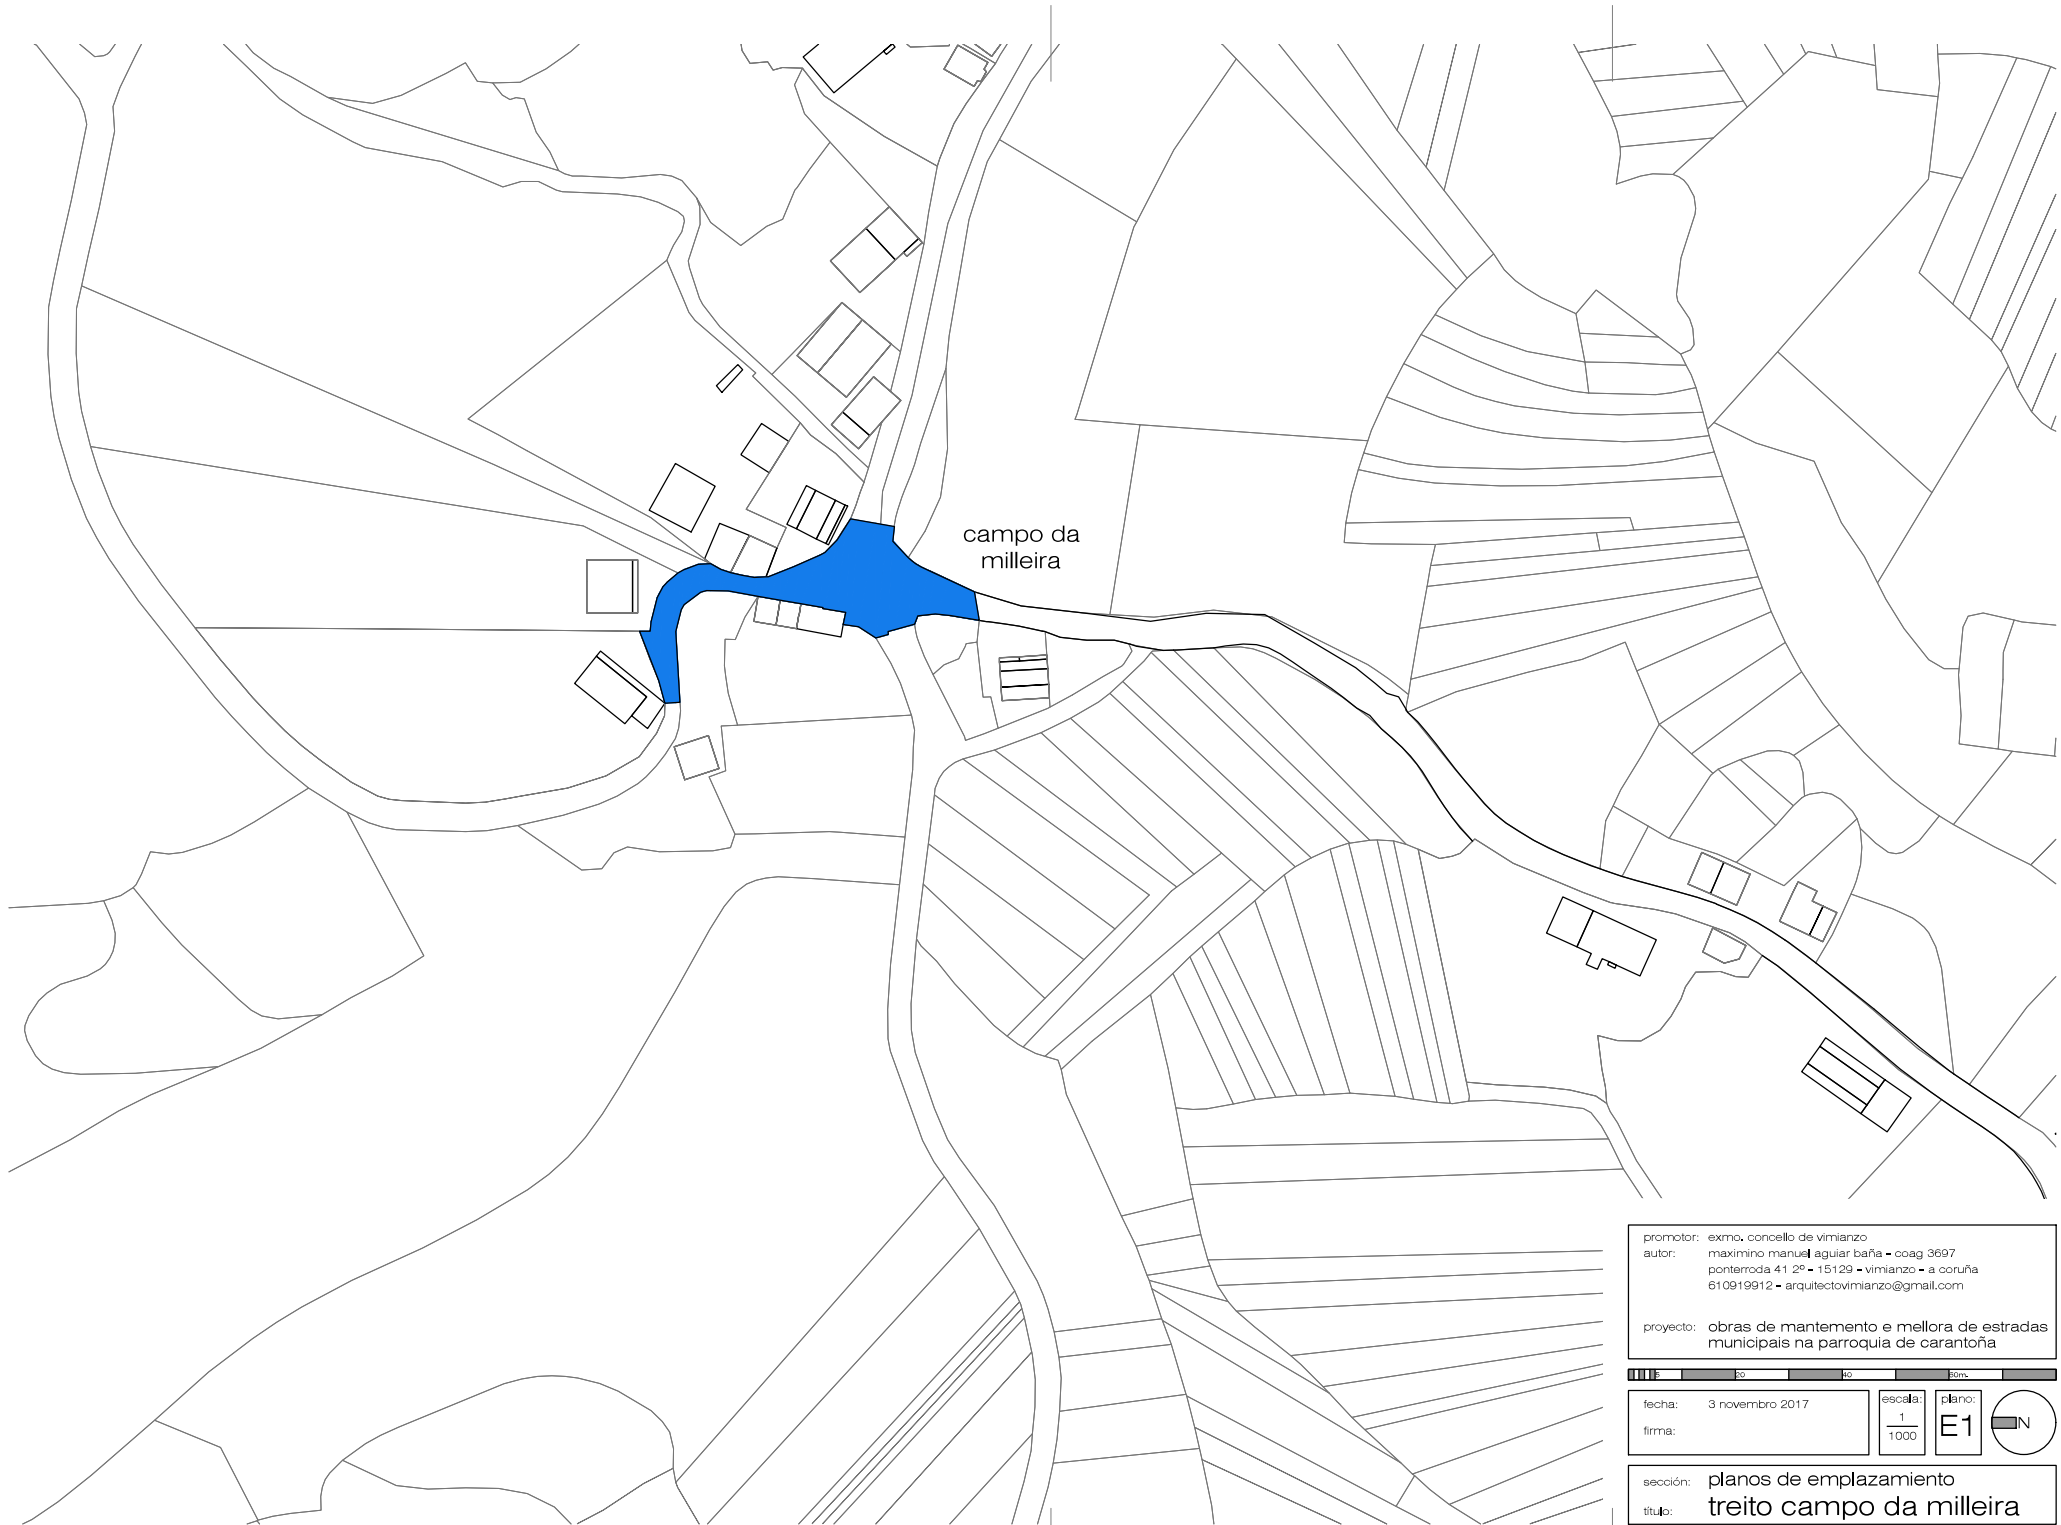 campo da
milleira
promotor: exmo. concello de vimianzo
autor: maximino manuel aguiar baña - coag 3697
ponterroda 41 2º - 15129 - vimianzo - a coruña
610919912 - arquitectovimianzo@gmail.com
proyecto: obras de mantemento e mellora de estradas
municipais na parroquia de carantoña
5 20 40 60m.
fecha: 3 novembro 2017
firma:
escala:
1
1000
plano:
E1
N
sección: planos de emplazamiento
título: treito campo da milleira